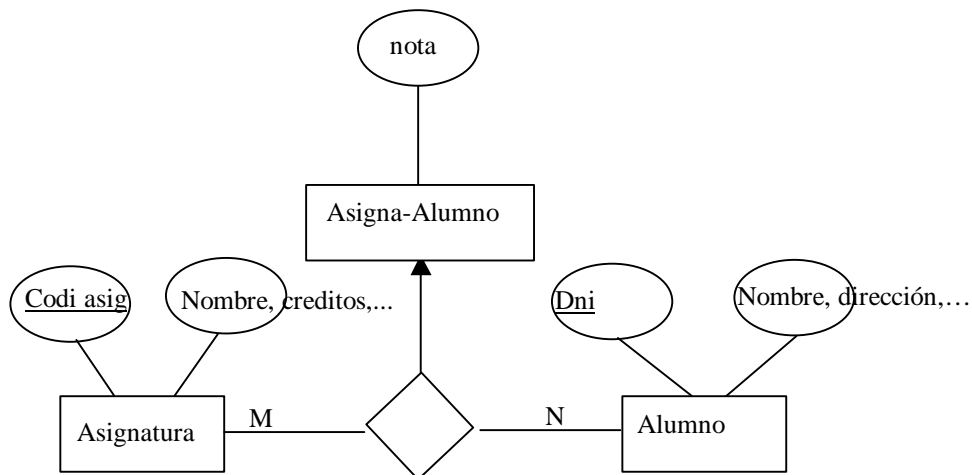 nota
Asigna-Alumno
Codi asig
Nombre, creditos,...
Dni
Nombre, dirección,...
Asignatura
M
N
Alumno